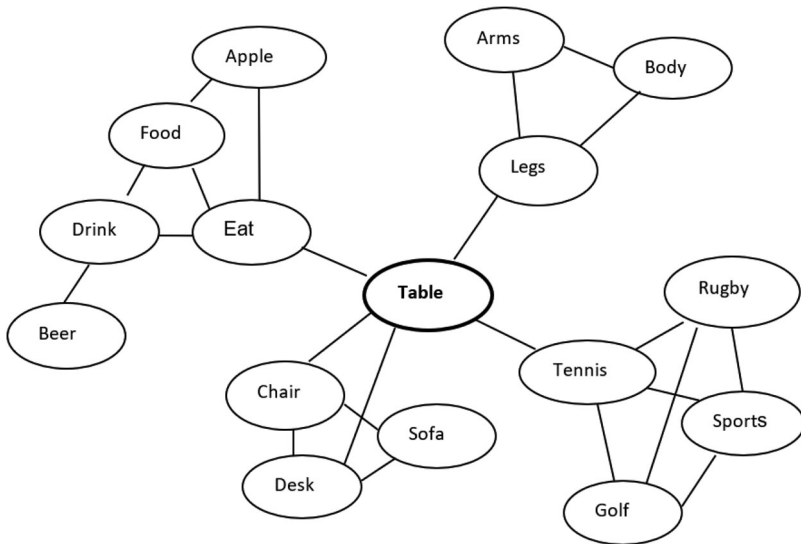 Arms
Apple
Body
Food
Legs
Drink
Eat
Table
Rugby
Beer
Tennis
Chair
Sofa
Sports
Desk
Golf